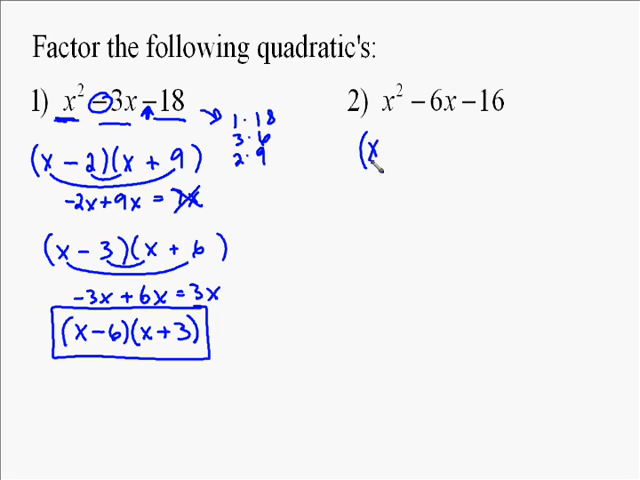 Factor the following quadratic's:
1) x² − 3x − 18
1 · 18
3 · 6
2 · 9
(x − 2)(x + 9)
-2x + 9x = 7x
(x − 3)(x + 6)
-3x + 6x = 3x
(x − 6)(x + 3)
2) x² − 6x − 16
(x